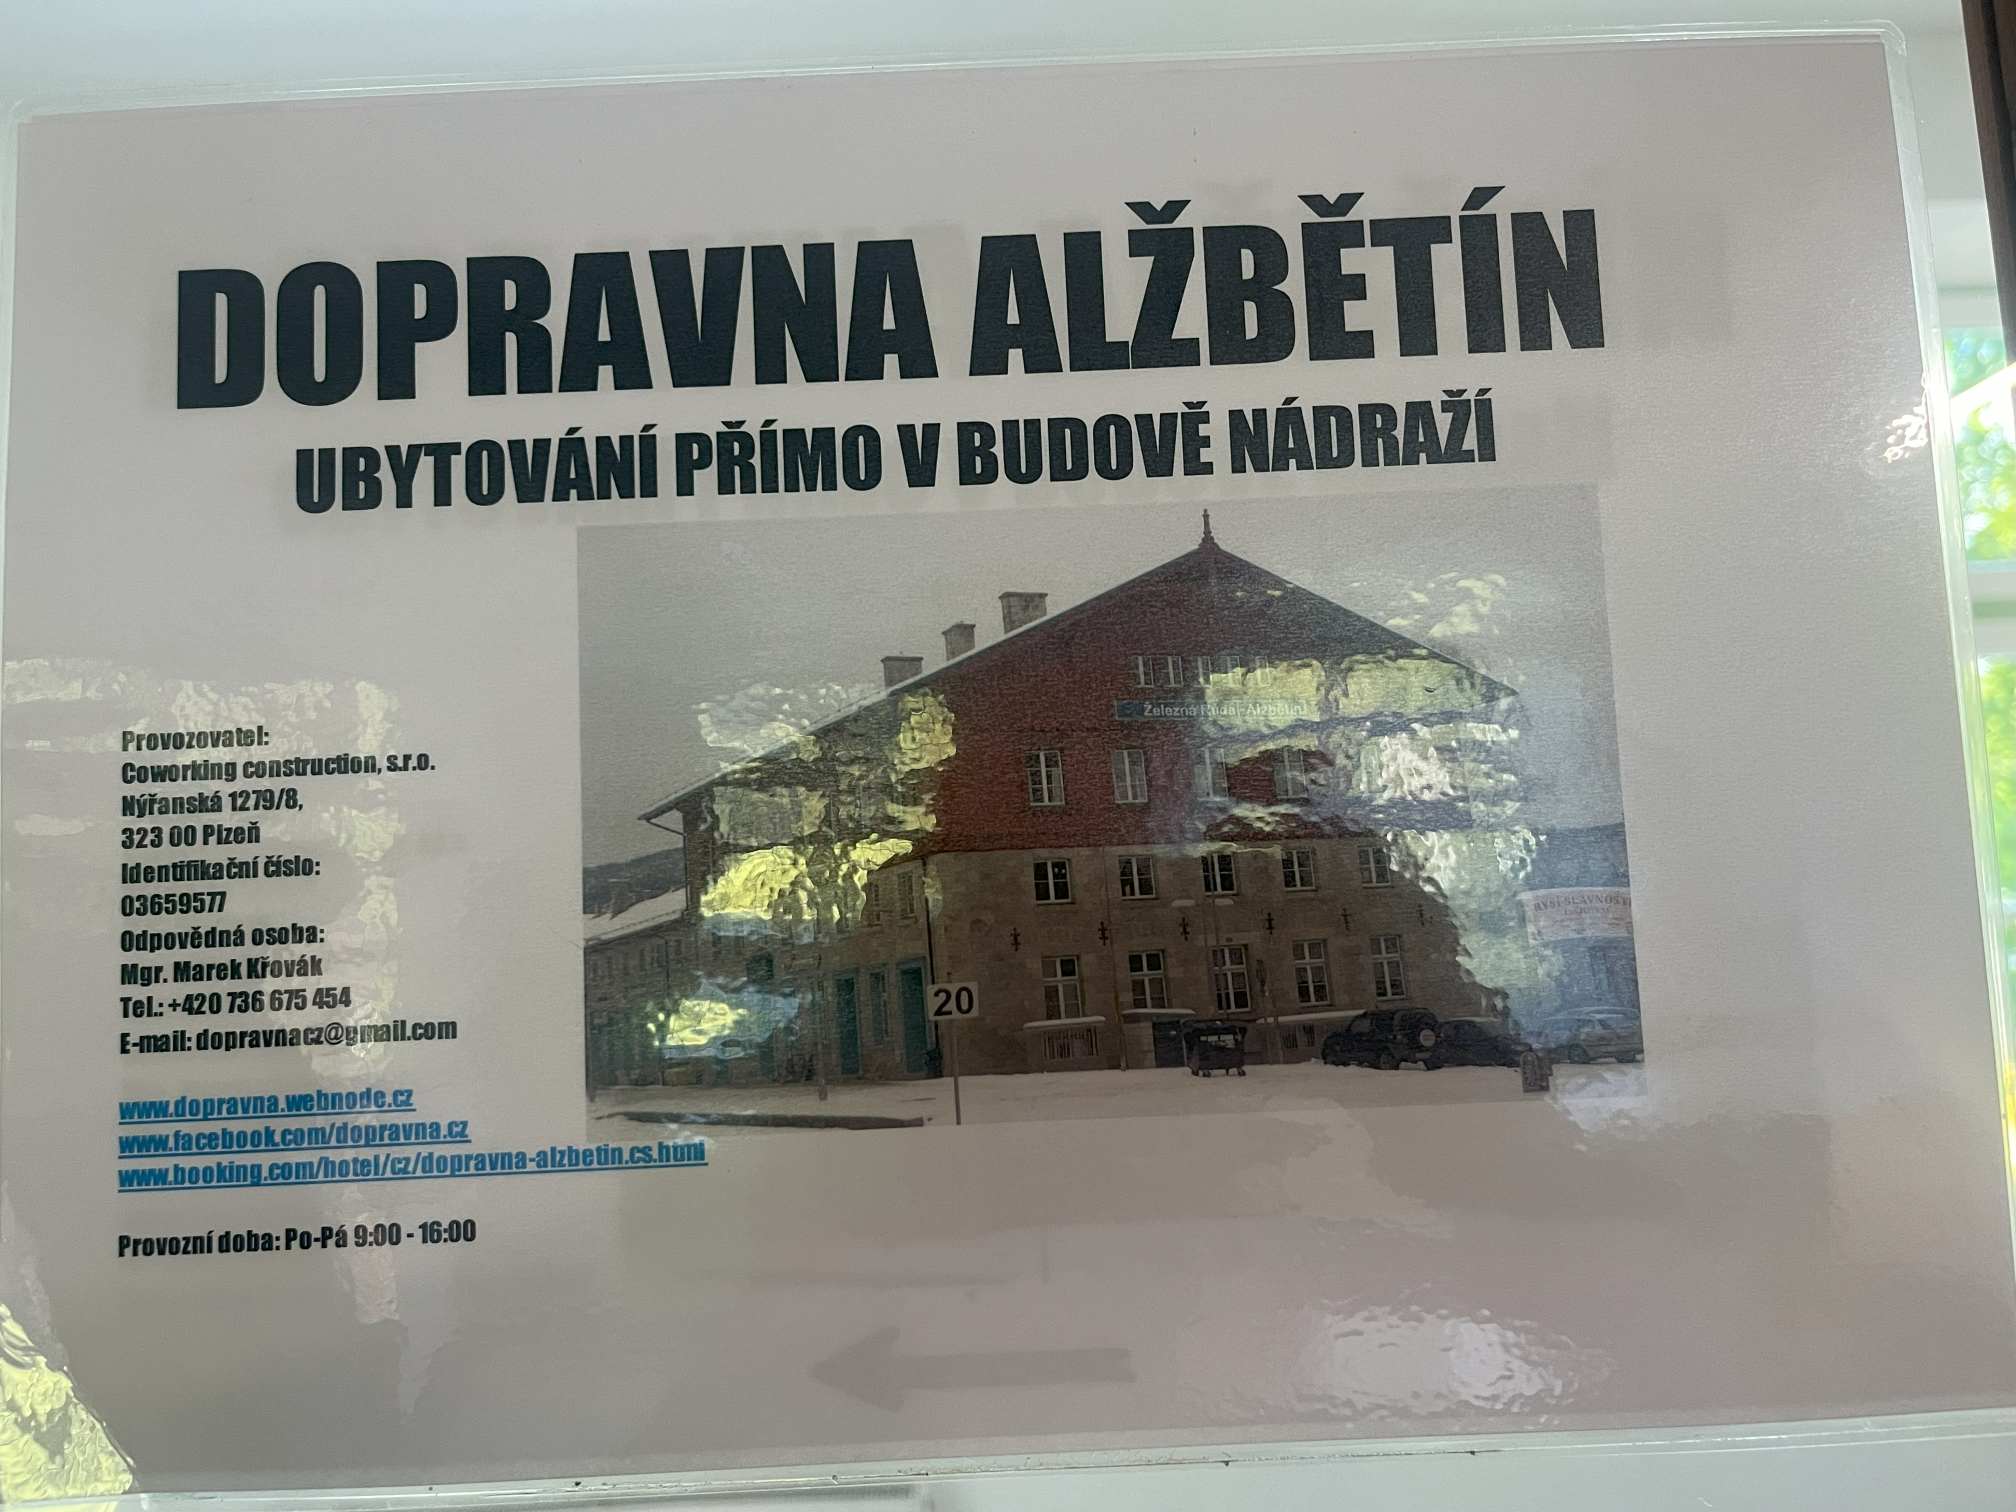 DOPRAVNA ALŽBĚTÍN
UBYTOVÁNÍ PŘÍMO V BUDOVĚ NÁDRAŽÍ
Železná Ruda-Alžbětín
20
Provozovatel:
Coworking construction, s.r.o.
Nýřanská 1279/8,
323 00 Plzeň
Identifikační číslo:
03659577
Odpovědná osoba:
Mgr. Marek Křovák
Tel.: +420 736 675 454
E-mail: dopravnacz@gmail.com
www.dopravna.webnode.cz
www.facebook.com/dopravna.cz
www.booking.com/hotel/cz/dopravna-alzbetin.cs.html
Provozní doba: Po-Pá 9:00 - 16:00